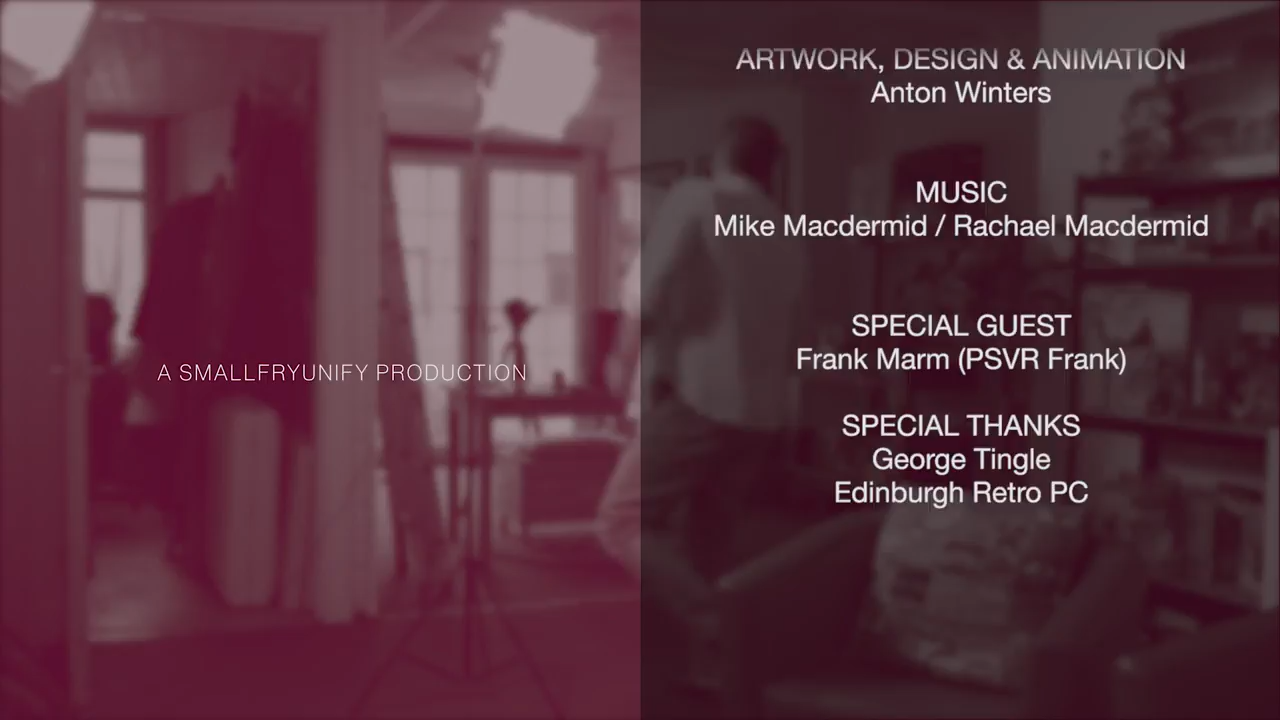 A SMALLFRYUNIFY PRODUCTION
ARTWORK, DESIGN & ANIMATION
Anton Winters
MUSIC
Mike Macdermid / Rachael Macdermid
SPECIAL GUEST
Frank Marm (PSVR Frank)
SPECIAL THANKS
George Tingle
Edinburgh Retro PC